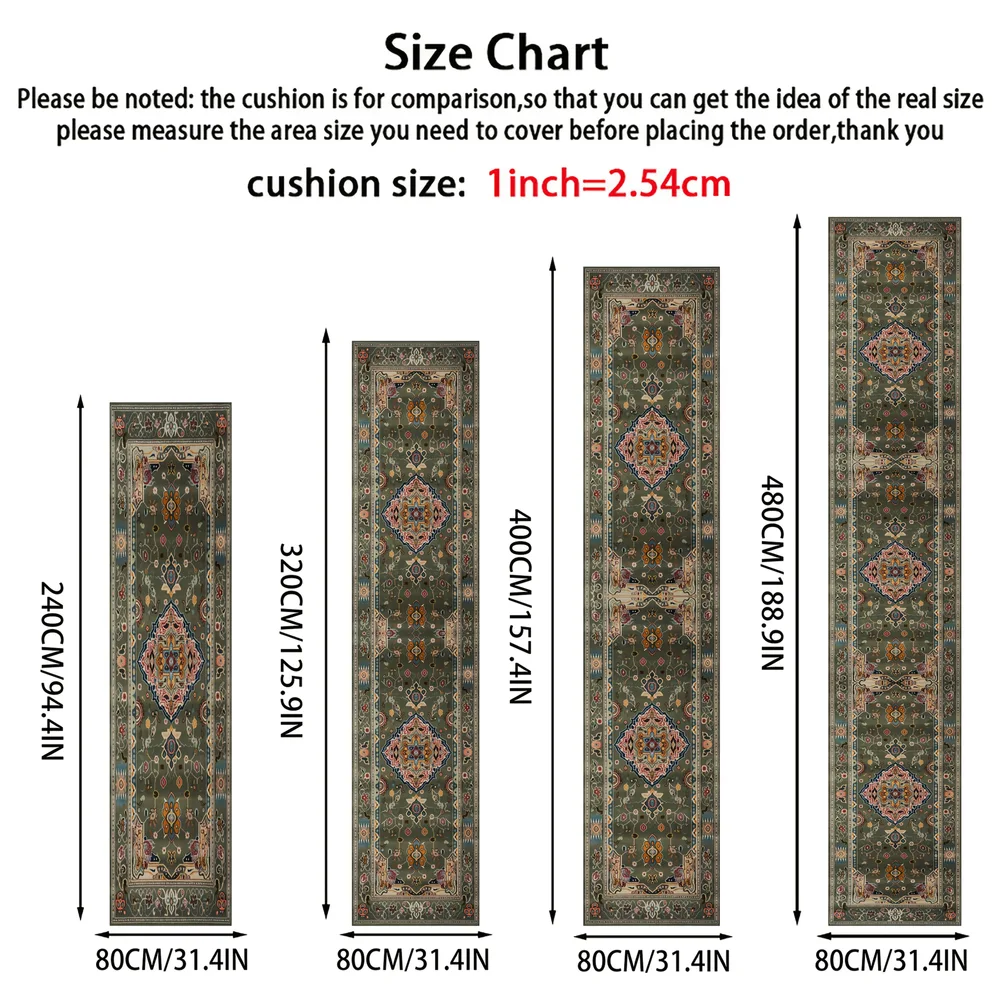 Size Chart
Please be noted: the cushion is for comparison,so that you can get the idea of the real size
please measure the area size you need to cover before placing the order,thank you
cushion size: 1inch=2.54cm
240CM/94.4IN
320CM/125.9IN
400CM/157.4IN
480CM/188.9IN
80CM/31.4IN
80CM/31.4IN
80CM/31.4IN
80CM/31.4IN